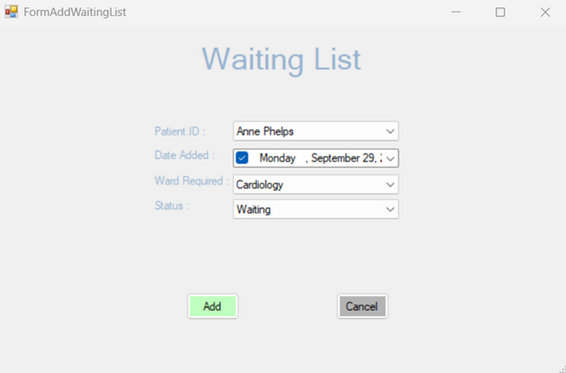 FormAddWaitingList
Waiting List
Patient ID : Anne Phelps
Date Added : Monday , September 29,
Ward Required : Cardiology
Status : Waiting
Add Cancel